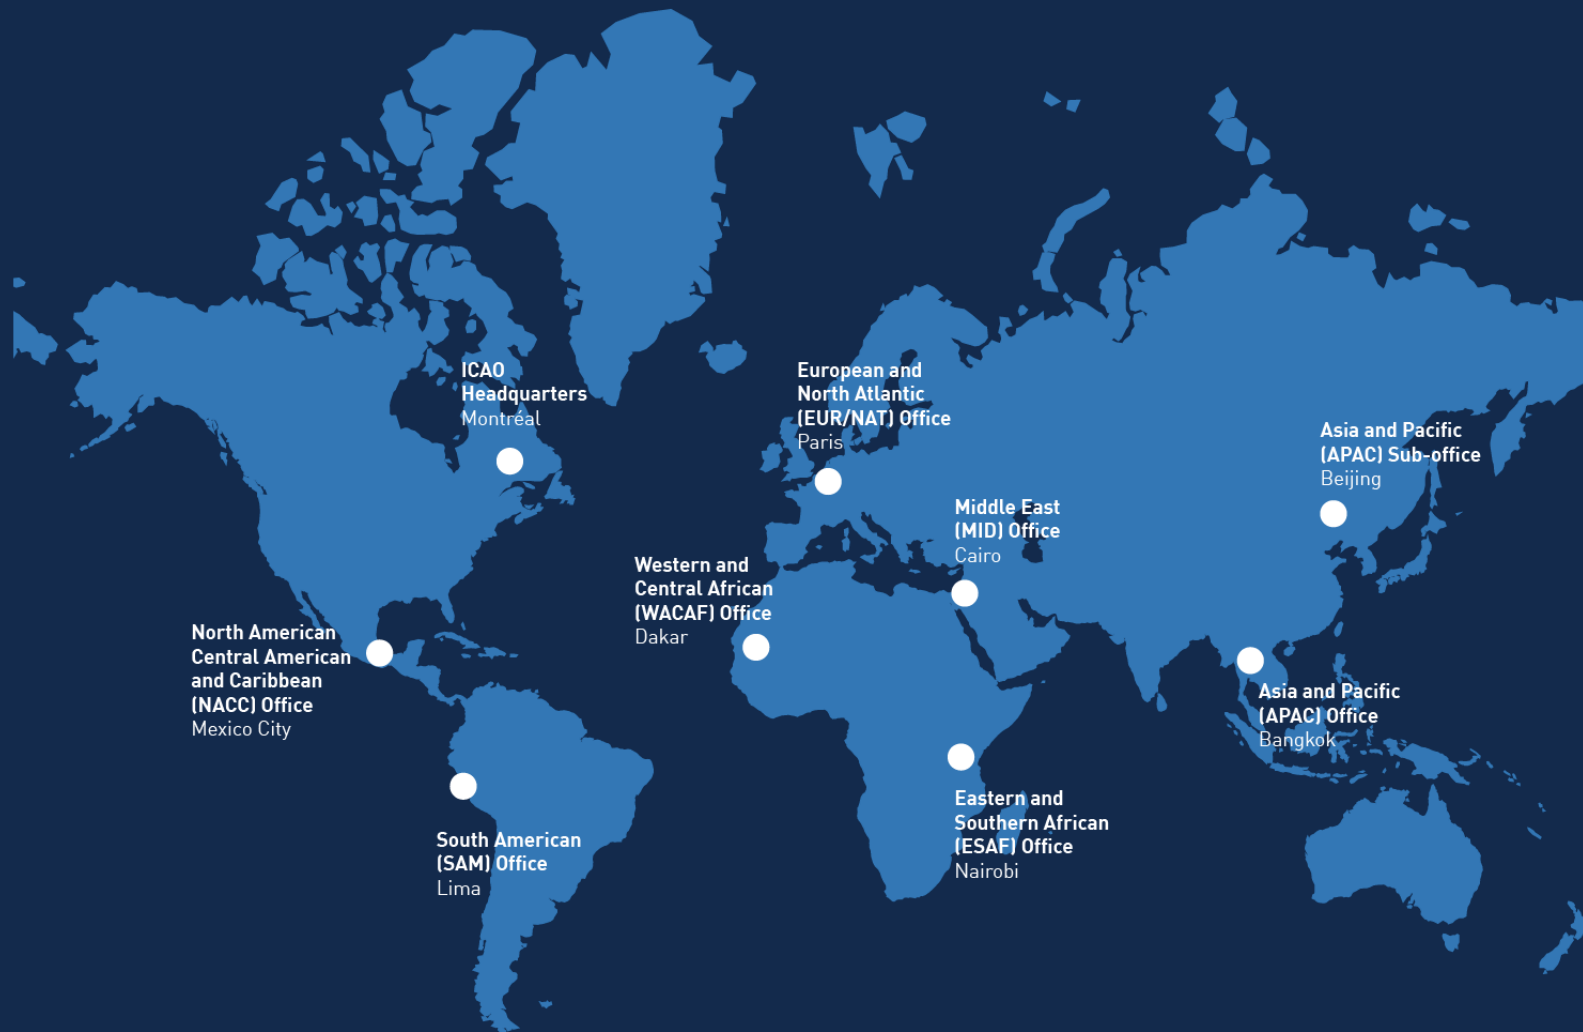 ICAO
Headquarters
Montréal
European and
North Atlantic
(EUR/NAT) Office
Paris
Asia and Pacific
(APAC) Sub-office
Beijing
Middle East
(MID) Office
Cairo
Western and
Central African
(WACAF) Office
Dakar
North American
Central American
and Caribbean
(NACC) Office
Mexico City
Asia and Pacific
(APAC) Office
Bangkok
Eastern and
Southern African
(ESAF) Office
Nairobi
South American
(SAM) Office
Lima